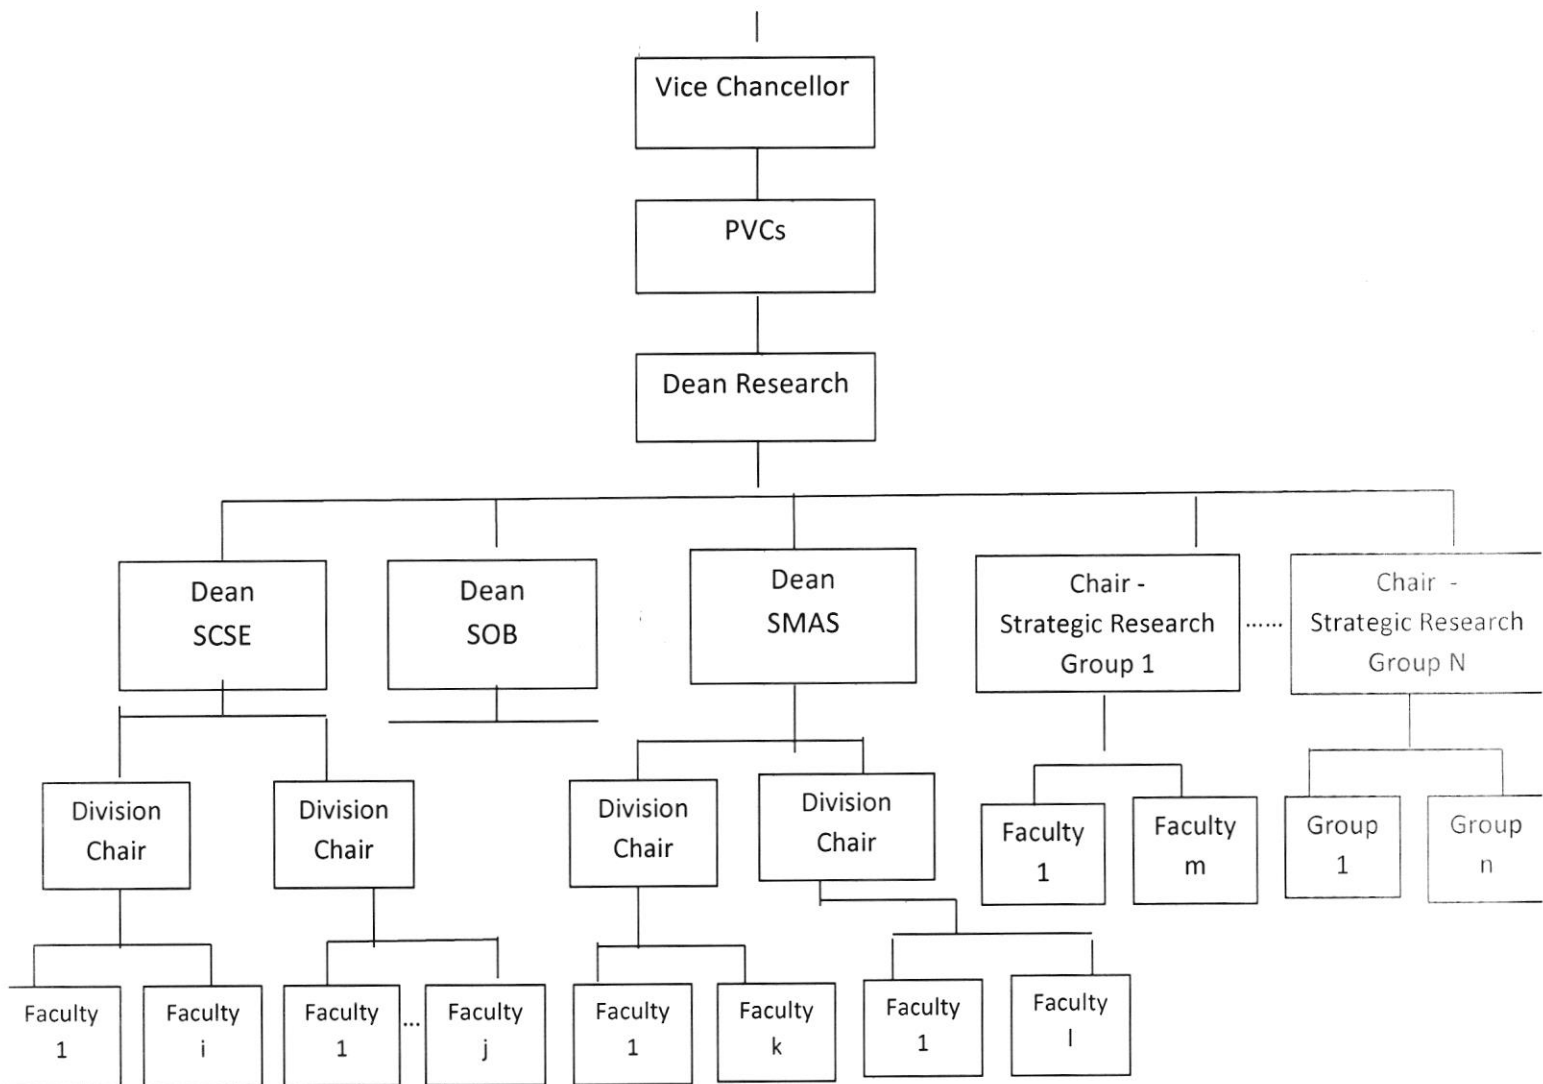 Vice Chancellor
PVCs
Dean Research
Dean
SCSE
Dean
SOB
Dean
SMAS
Chair -
Strategic Research
Group 1
......
Chair -
Strategic Research
Group N
Division
Chair
Division
Chair
Division
Chair
Division
Chair
Faculty
1
Faculty
m
Group
1
Group
n
Faculty
1
Faculty
i
Faculty
1
...
Faculty
j
Faculty
1
Faculty
k
Faculty
1
Faculty
l